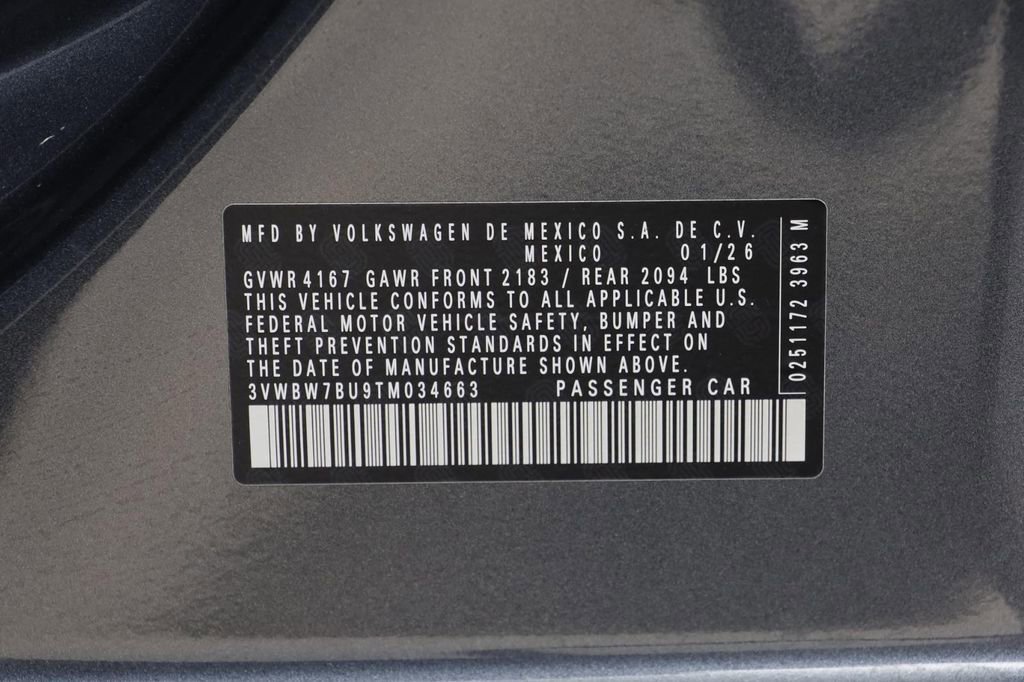 MFD BY VOLKSWAGEN DE MEXICO S.A. DE C.V.
MEXICO 01/26
GVWR 4167 GAWR FRONT 2183 / REAR 2094 LBS
THIS VEHICLE CONFORMS TO ALL APPLICABLE U.S.
FEDERAL MOTOR VEHICLE SAFETY, BUMPER AND
THEFT PREVENTION STANDARDS IN EFFECT ON
THE DATE OF MANUFACTURE SHOWN ABOVE.
3VWBW7BU9TM034663 PASSENGER CAR
0251172 3963 M